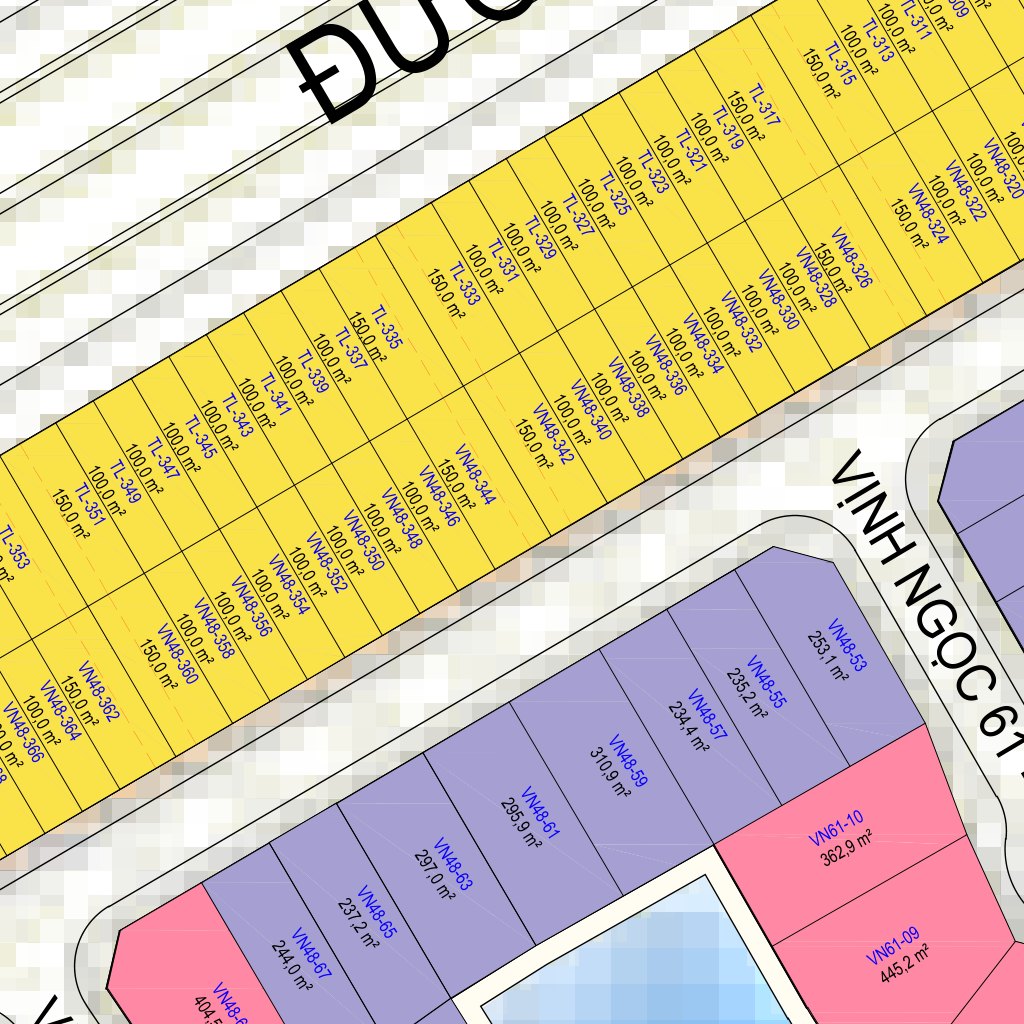 TL-311
100,0 m²
TL-313
100,0 m²
TL-315
150,0 m²
TL-317
150,0 m²
TL-319
100,0 m²
TL-321
100,0 m²
TL-323
100,0 m²
TL-325
100,0 m²
TL-327
100,0 m²
TL-329
100,0 m²
TL-331
100,0 m²
TL-333
150,0 m²
TL-335
150,0 m²
TL-337
100,0 m²
TL-339
100,0 m²
TL-341
100,0 m²
TL-343
100,0 m²
TL-345
100,0 m²
TL-347
100,0 m²
TL-349
100,0 m²
TL-351
150,0 m²
TL-353
VN48-320
100,0 m²
VN48-322
100,0 m²
VN48-324
150,0 m²
VN48-326
150,0 m²
VN48-328
100,0 m²
VN48-330
100,0 m²
VN48-332
100,0 m²
VN48-334
100,0 m²
VN48-336
100,0 m²
VN48-338
100,0 m²
VN48-340
100,0 m²
VN48-342
150,0 m²
VN48-344
150,0 m²
VN48-346
100,0 m²
VN48-348
100,0 m²
VN48-350
100,0 m²
VN48-352
100,0 m²
VN48-354
100,0 m²
VN48-356
100,0 m²
VN48-358
100,0 m²
VN48-360
150,0 m²
VN48-362
150,0 m²
VN48-364
100,0 m²
VN48-366
VỊNH NGỌC 61
VN48-53
253,1 m²
VN48-55
235,2 m²
VN48-57
234,4 m²
VN48-59
310,9 m²
VN48-61
295,9 m²
VN48-63
297,0 m²
VN48-65
237,2 m²
VN48-67
244,0 m²
VN61-10
362,9 m²
VN61-09
445,2 m²